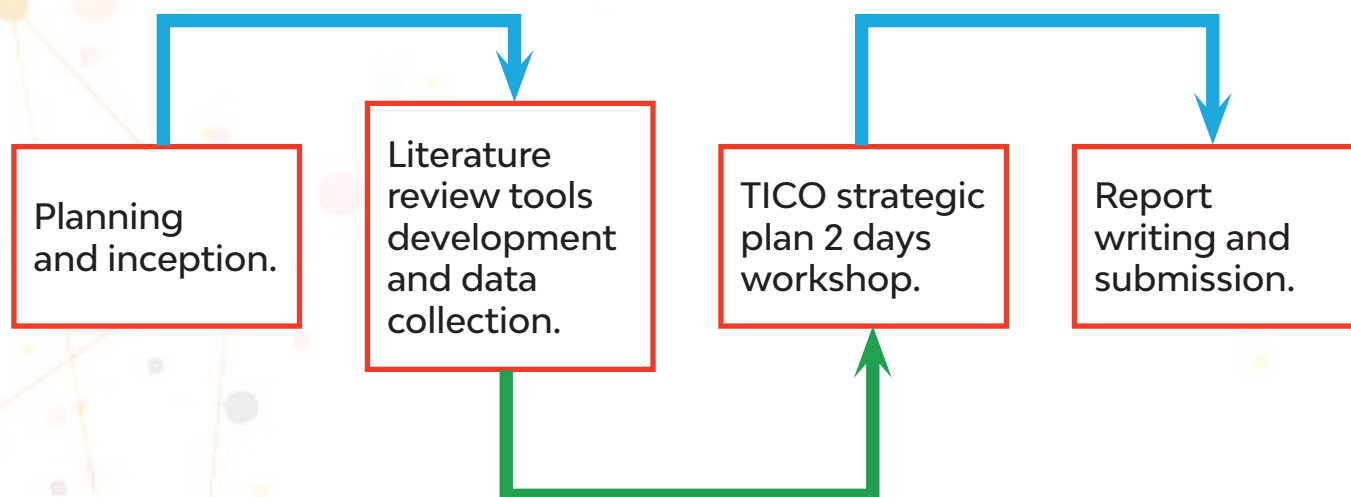 Planning
and inception.
Literature
review tools
development
and data
collection.
TICO strategic
plan 2 days
workshop.
Report
writing and
submission.